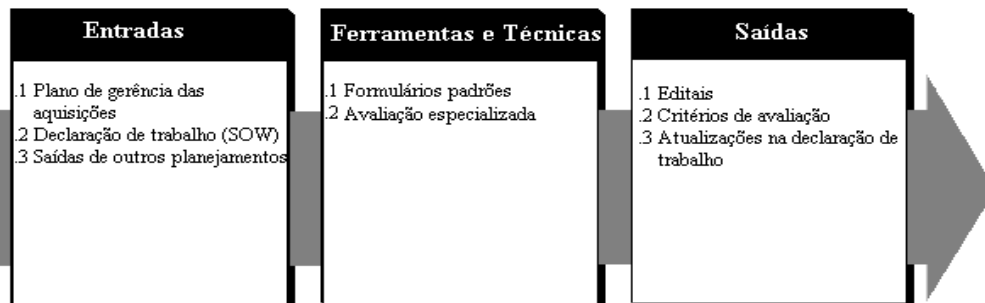 Entradas
.1 Plano de gerência das
aquisições
.2 Declaração de trabalho (SOW)
.3 Saídas de outros planejamentos
Ferramentas e Técnicas
.1 Formulários padrões
.2 Avaliação especializada
Saídas
.1 Editais
.2 Critérios de avaliação
.3 Atualizações na declaração de
trabalho